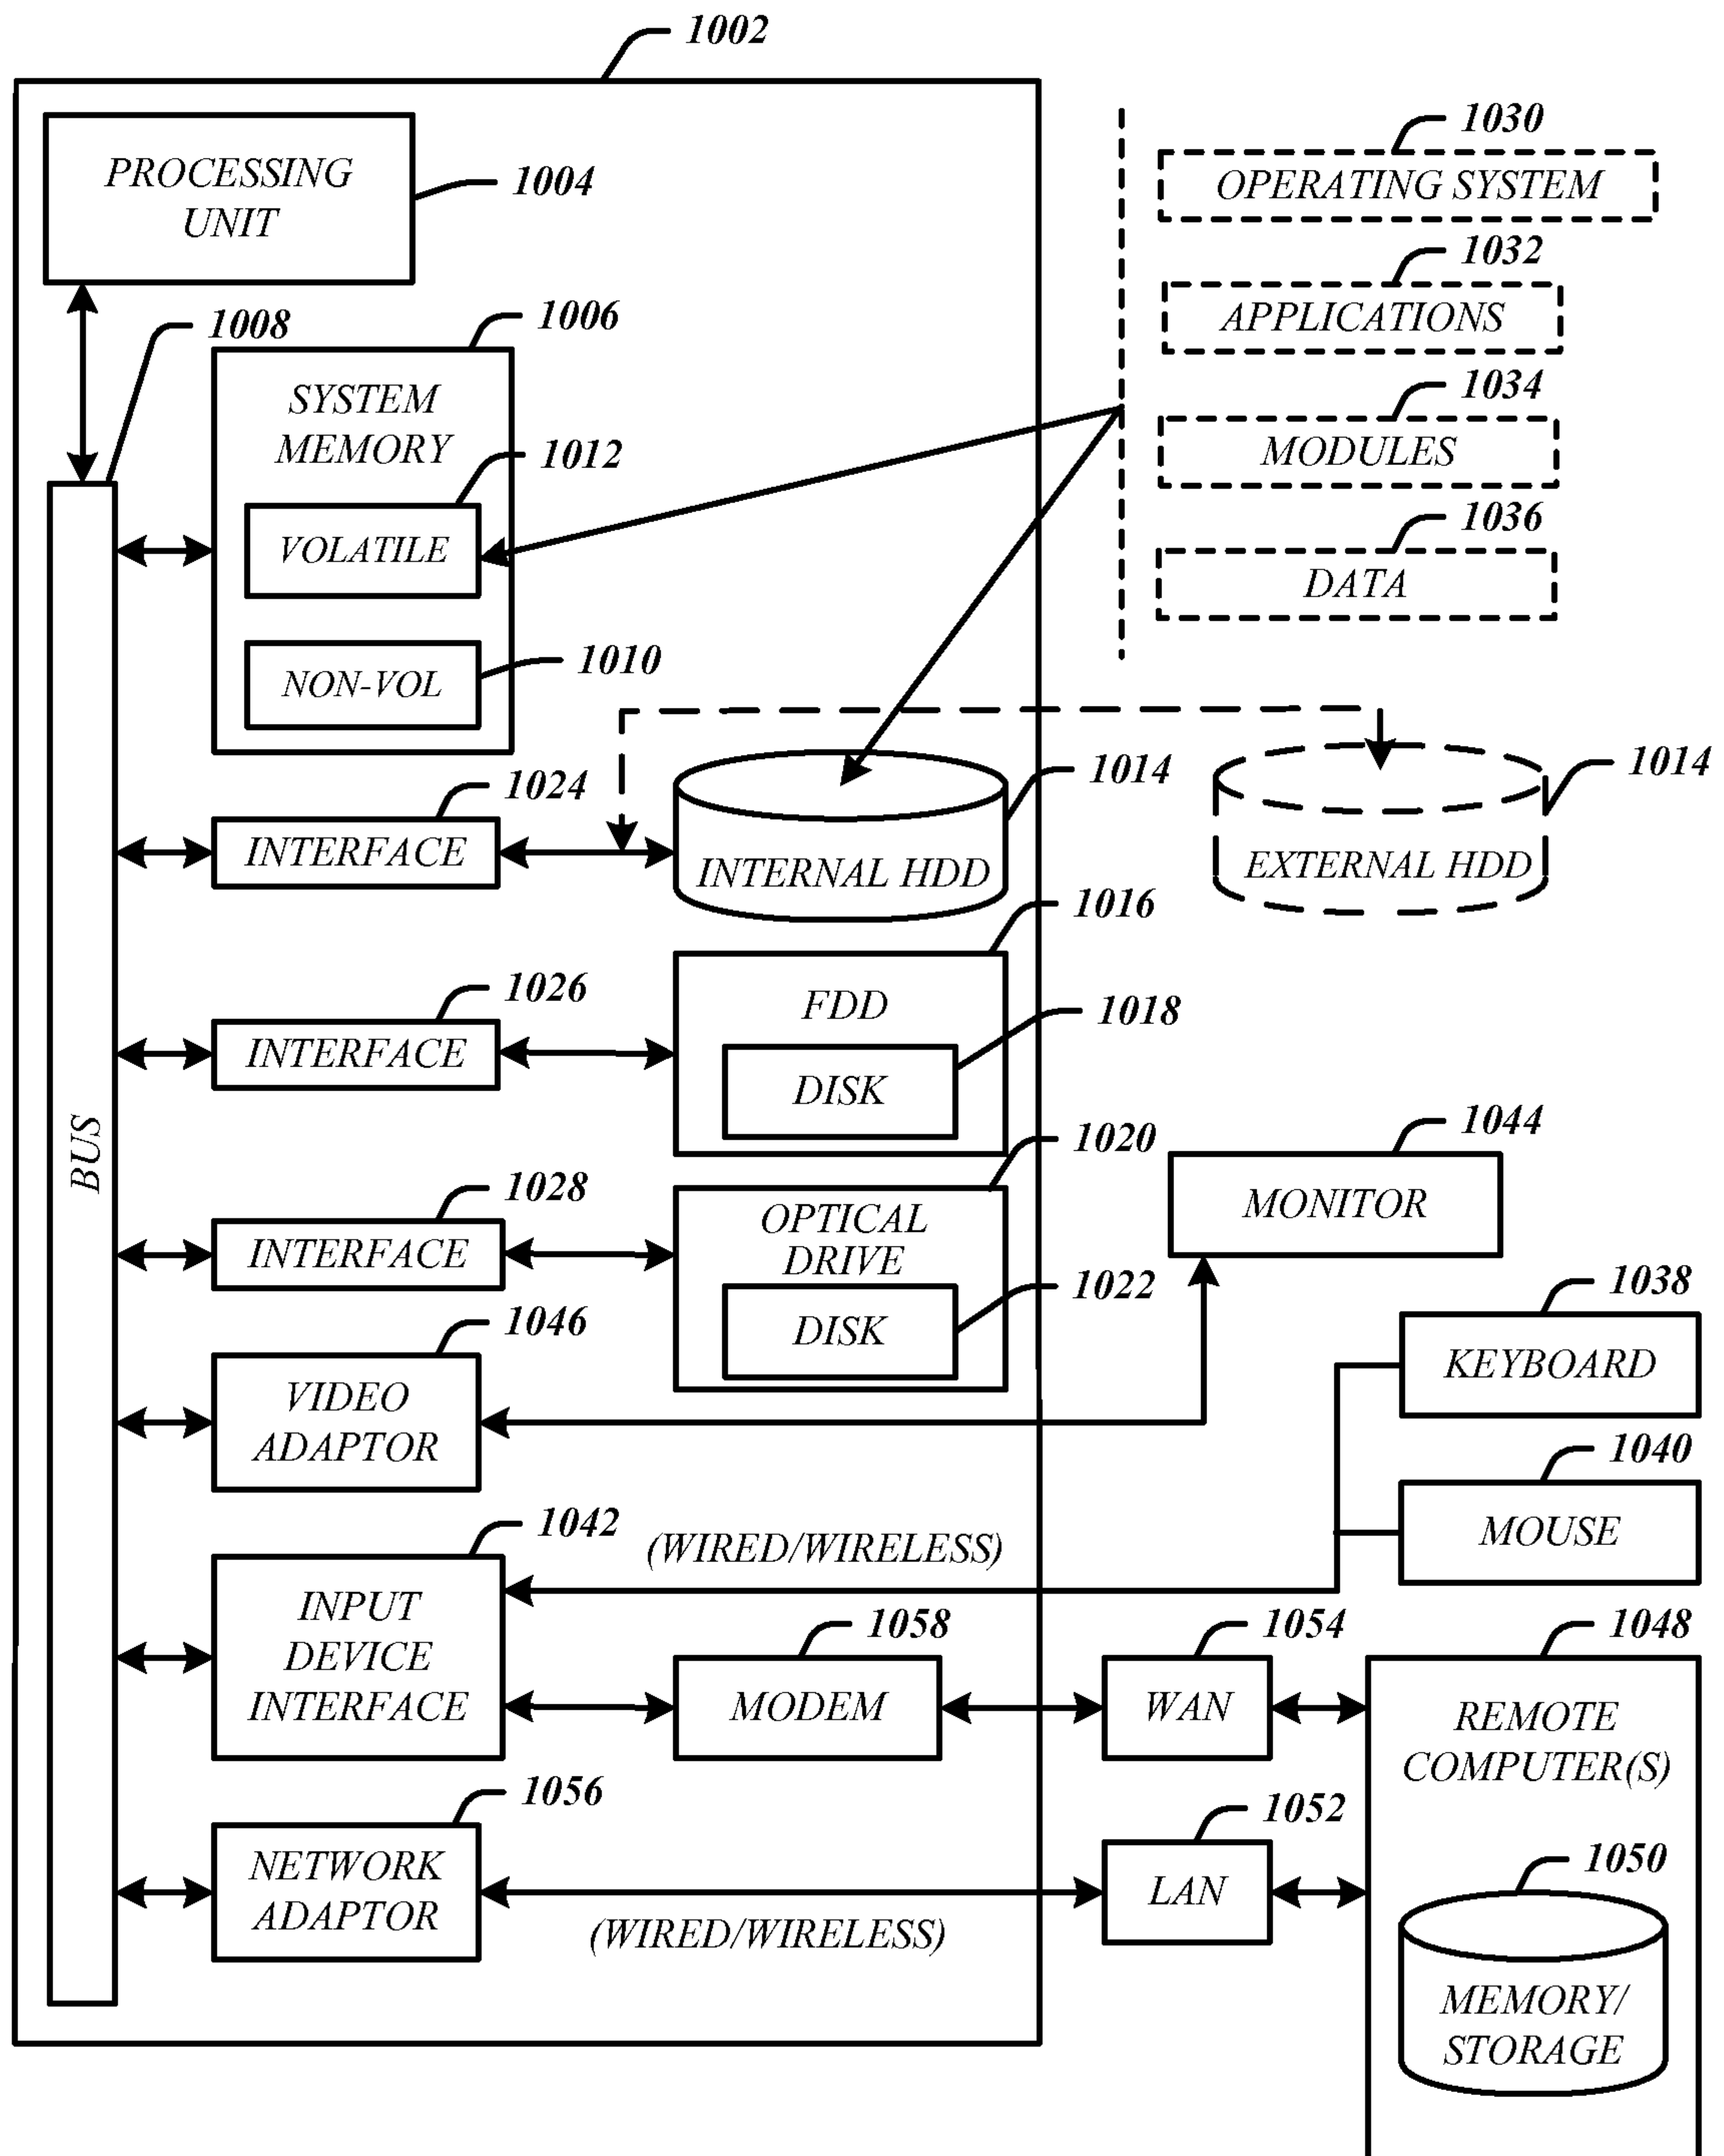 1002
PROCESSING
UNIT
1004
1030
OPERATING SYSTEM
1032
APPLICATIONS
1034
MODULES
1036
DATA
1008
1006
SYSTEM
MEMORY
1012
VOLATILE
1010
NON-VOL
BUS
1024
INTERFACE
1014
INTERNAL HDD
1014
EXTERNAL HDD
1026
INTERFACE
1016
FDD
1018
DISK
1028
INTERFACE
1020
OPTICAL
DRIVE
1022
DISK
1044
MONITOR
1046
VIDEO
ADAPTOR
1038
KEYBOARD
1040
MOUSE
1042
INPUT
DEVICE
INTERFACE
(WIRED/WIRELESS)
1058
MODEM
1054
WAN
1048
REMOTE
COMPUTER(S)
1056
NETWORK
ADAPTOR
(WIRED/WIRELESS)
1052
LAN
1050
MEMORY/
STORAGE